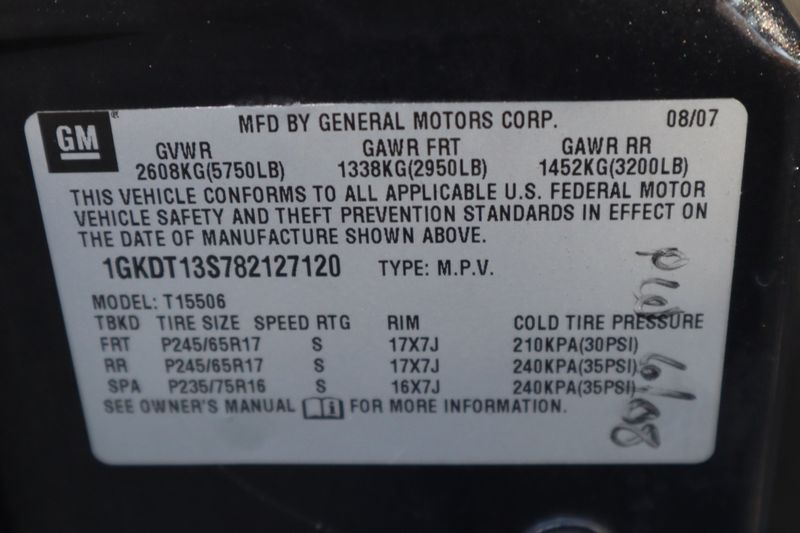 GM ® MFD BY GENERAL MOTORS CORP. 08/07
GVWR GAWR FRT GAWR RR
2608KG(5750LB) 1338KG(2950LB) 1452KG(3200LB)
THIS VEHICLE CONFORMS TO ALL APPLICABLE U.S. FEDERAL MOTOR
VEHICLE SAFETY AND THEFT PREVENTION STANDARDS IN EFFECT ON
THE DATE OF MANUFACTURE SHOWN ABOVE.
1GKDT13S782127120 TYPE: M.P.V.
MODEL: T15506
TBKD TIRE SIZE SPEED RTG RIM COLD TIRE PRESSURE
FRT P245/65R17 S 17X7J 210KPA(30PSI)
RR P245/65R17 S 17X7J 240KPA(35PSI)
SPA P235/75R16 S 16X7J 240KPA(35PSI)
SEE OWNER'S MANUAL FOR MORE INFORMATION.